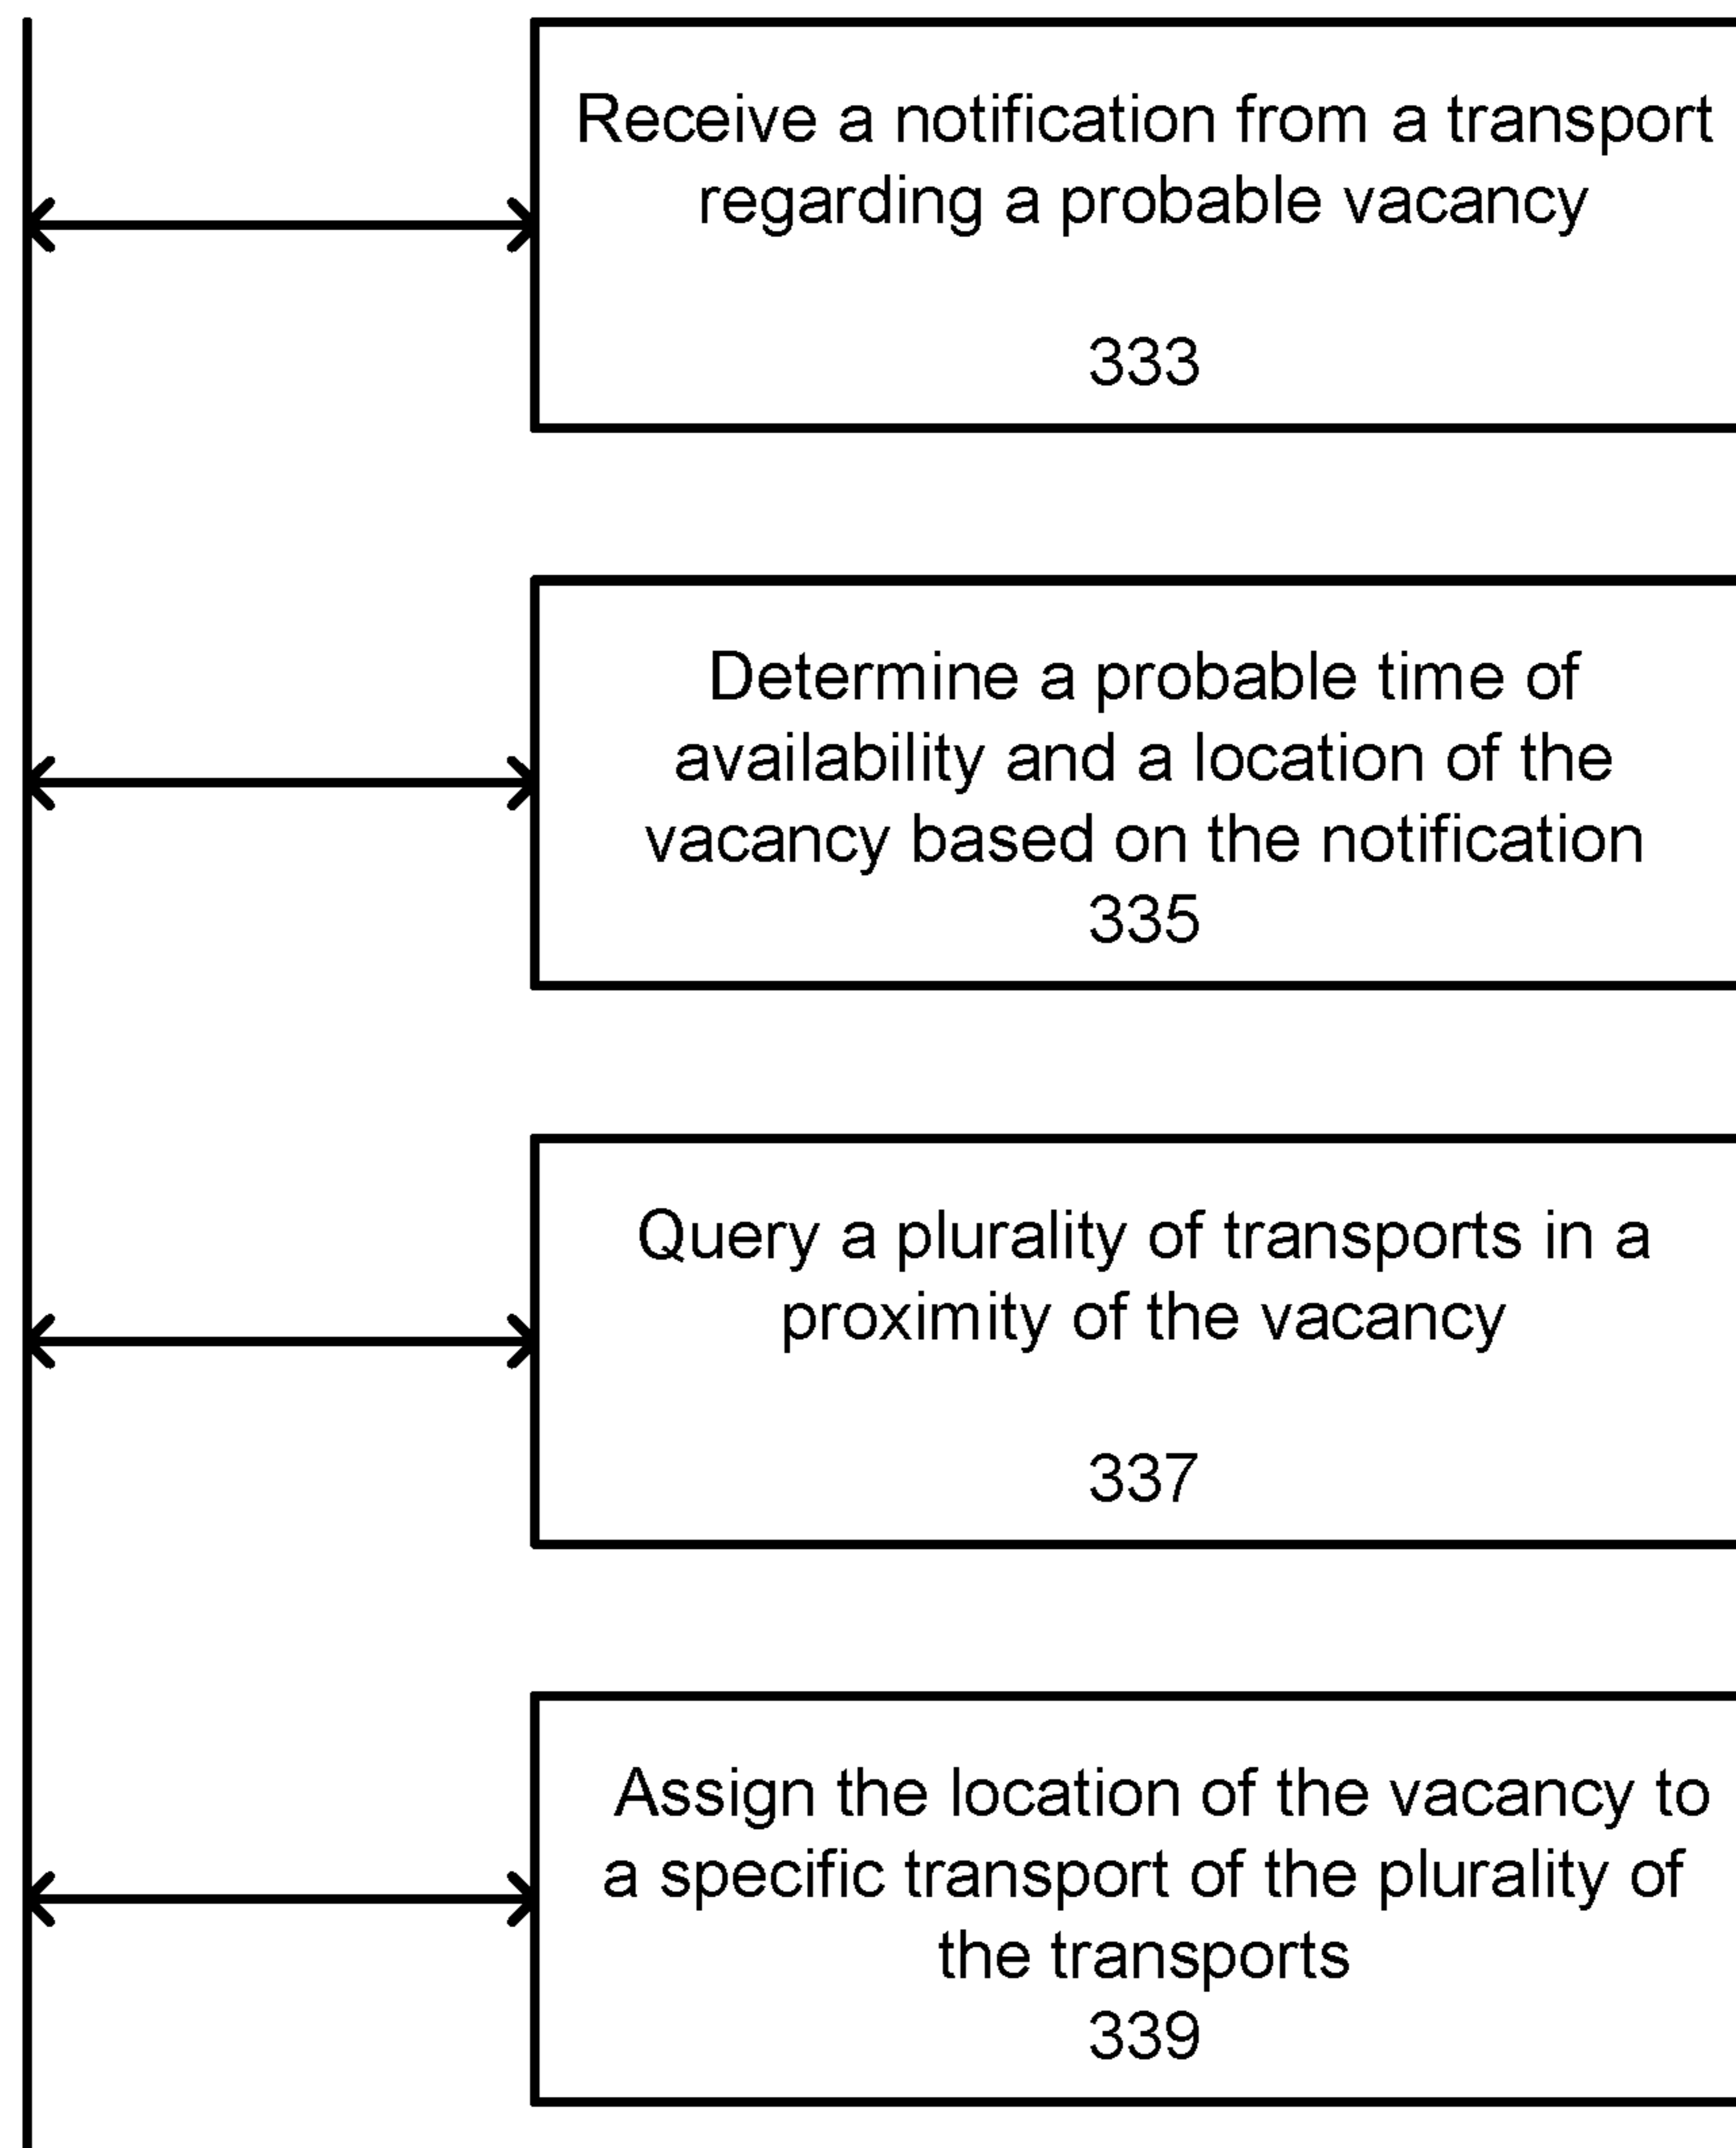 Receive a notification from a transport
regarding a probable vacancy
333
Determine a probable time of
availability and a location of the
vacancy based on the notification
335
Query a plurality of transports in a
proximity of the vacancy
337
Assign the location of the vacancy to
a specific transport of the plurality of
the transports
339